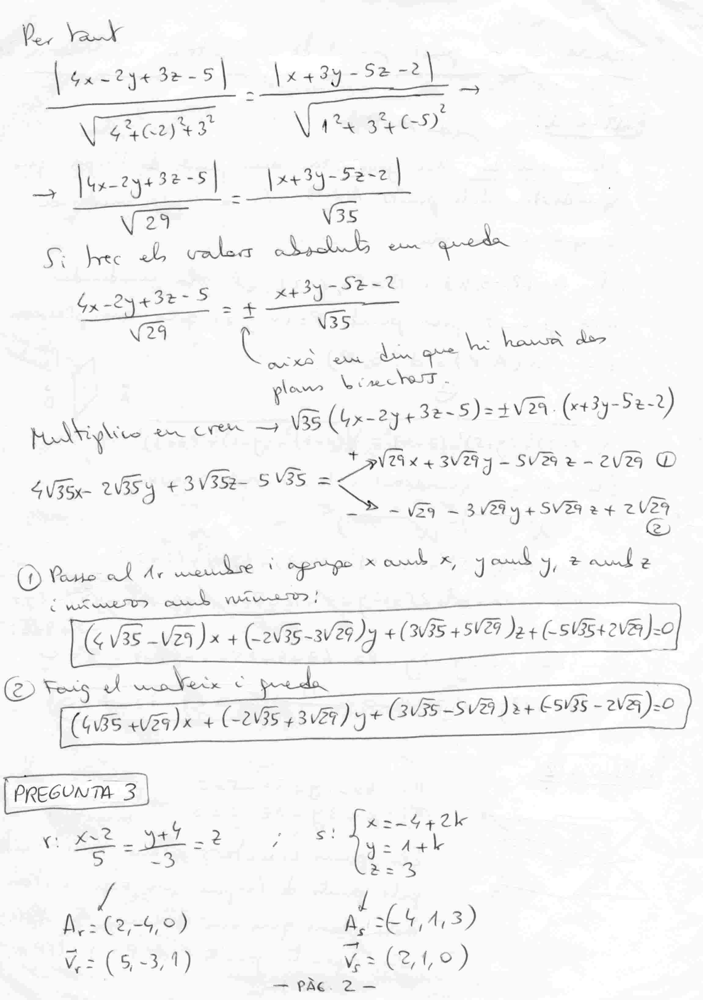 Per tant
|4x-2y+3z-5| / √(4²+(-2)²+3²) = |x+3y-5z-2| / √(1²+3²+(-5)²) →
→ |4x-2y+3z-5| / √29 = |x+3y-5z-2| / √35
Si trec els valors absoluts em queda
(4x-2y+3z-5) / √29 = ± (x+3y-5z-2) / √35
això em diu que hi haurà dos
plans bisectors.
Multiplico en creu → √35(4x-2y+3z-5)=±√29·(x+3y-5z-2)
+ √29x+3√29y-5√29z-2√29 ①
4√35x-2√35y+3√35z-5√35 =
- -√29-3√29y+5√29z+2√29
②
① Passo al 1r membre i agrupo x amb x, y amb y, z amb z
i números amb números:
(4√35-√29)x+(-2√35-3√29)y+(3√35+5√29)z+(-5√35+2√29)=0
② Faig el mateix i queda
(4√35+√29)x+(-2√35+3√29)y+(3√35-5√29)z+(-5√35-2√29)=0
PREGUNTA 3
r: (x-2)/5 = (y+4)/-3 = z ; s: { x=-4+2k
y=1+k
z=3
Ar=(2,-4,0) As=(-4,1,3)
v⃗r=(5,-3,1) v⃗s=(2,1,0)
- PÀG. 2 -